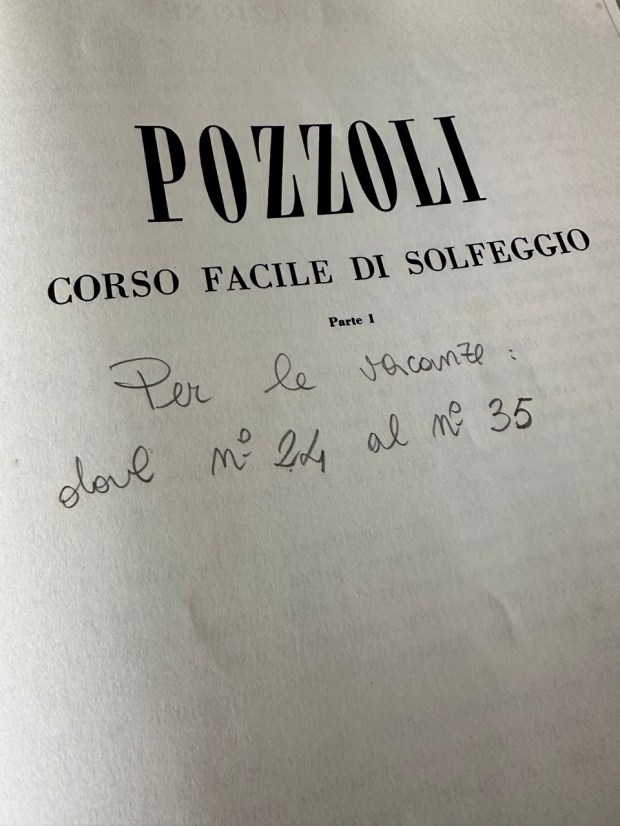 POZZOLI
CORSO FACILE DI SOLFEGGIO
Parte 1
Per le vacanze:
dal nº 24 al nº 35